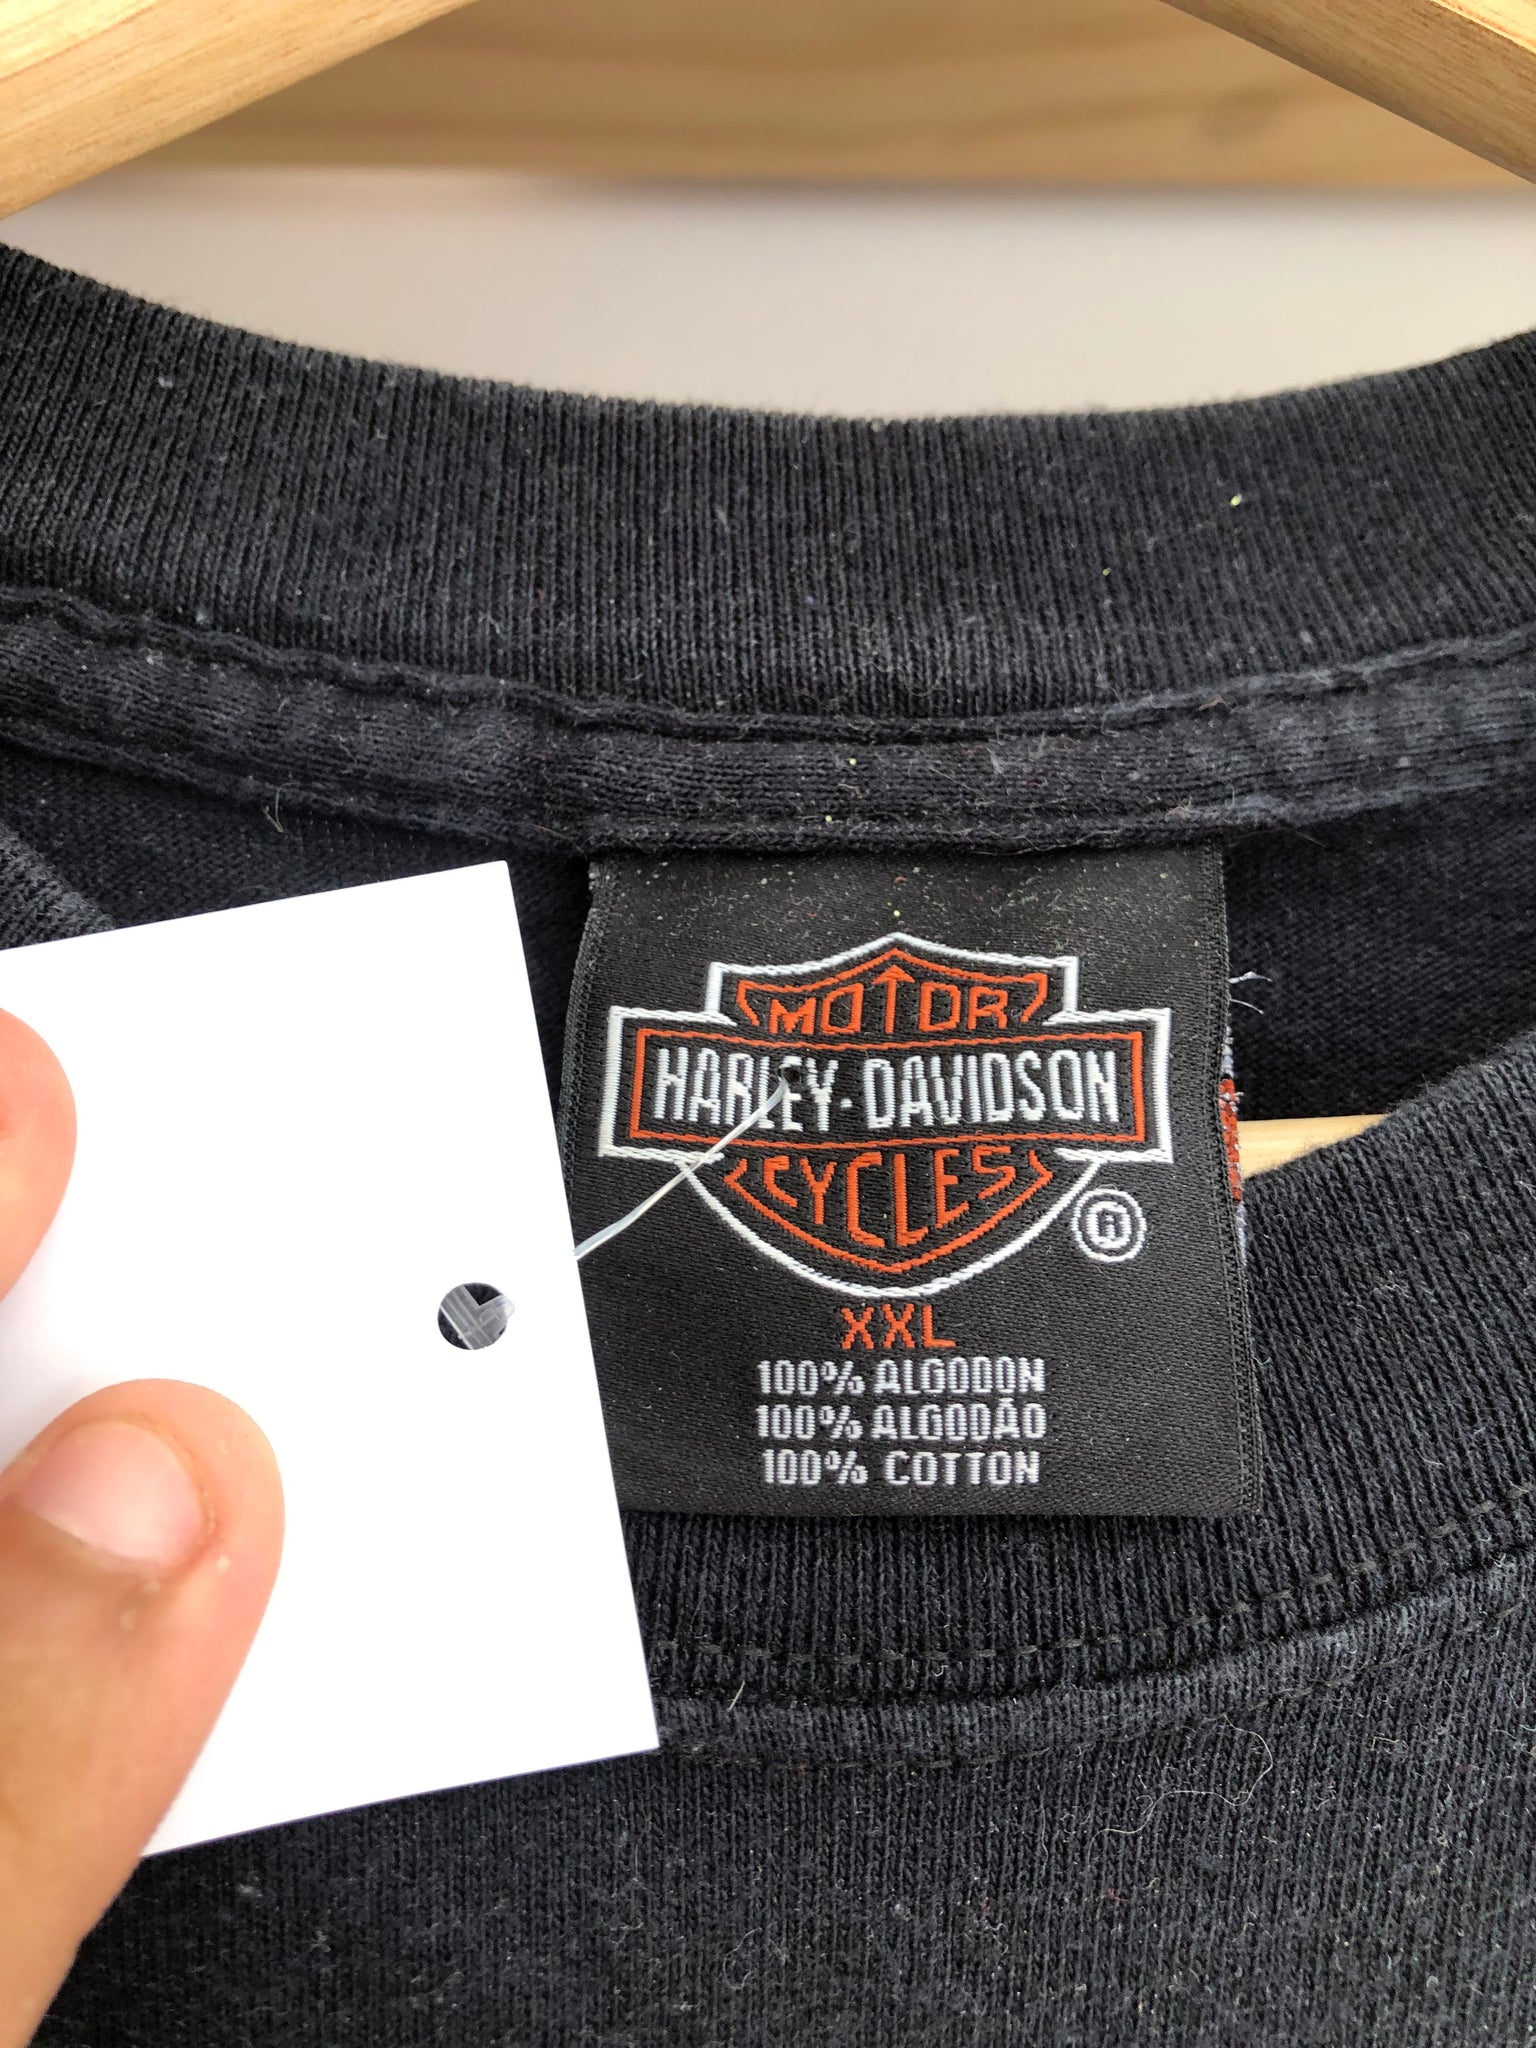 MOTOR
HARLEY-DAVIDSON
CYCLES
®
XXL
100% ALGODON
100% ALGODÃO
100% COTTON